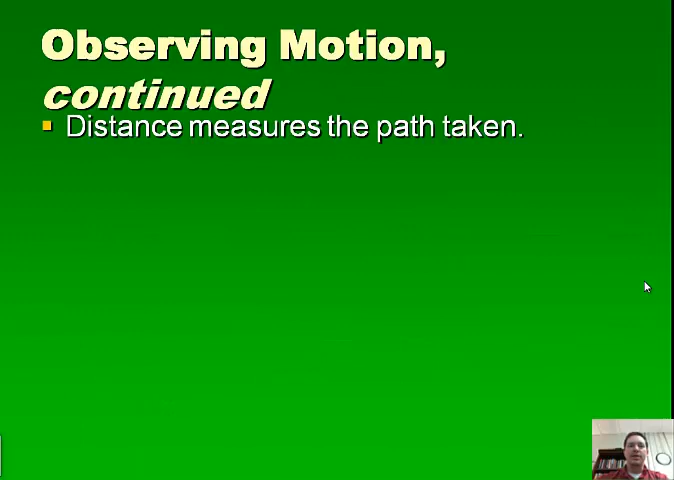 Observing Motion,
continued
Distance measures the path taken.